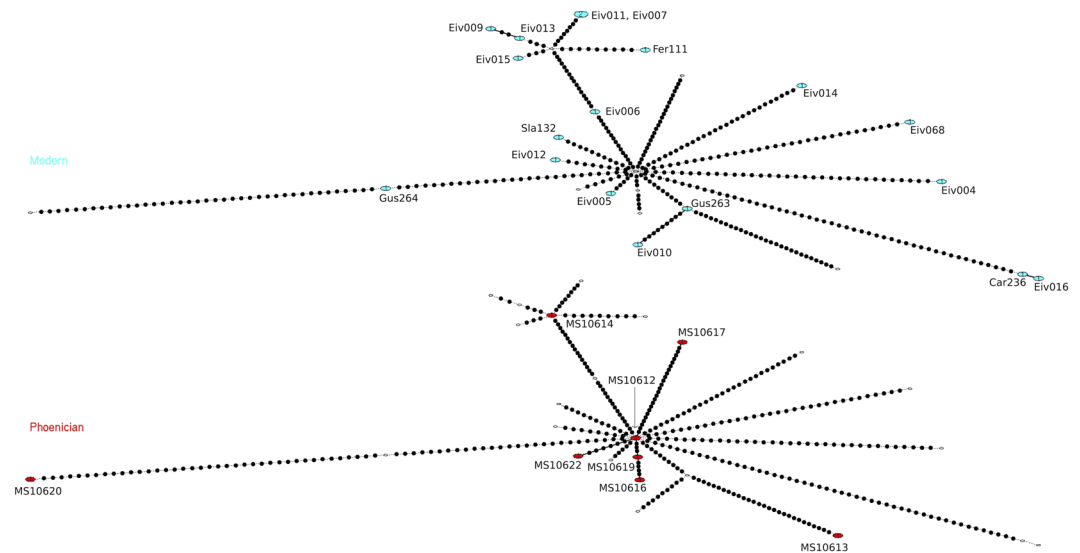 2
Eiv011, Eiv007
Eiv009
Eiv013
Eiv015
Fer111
Eiv014
Eiv006
Sla132
Eiv068
Eiv012
Modern
Gus264
Eiv005
Eiv004
Gus263
Eiv010
Car236
Eiv016
MS10614
MS10617
MS10612
Phoenician
MS10622
MS10619
MS10620
MS10616
MS10613